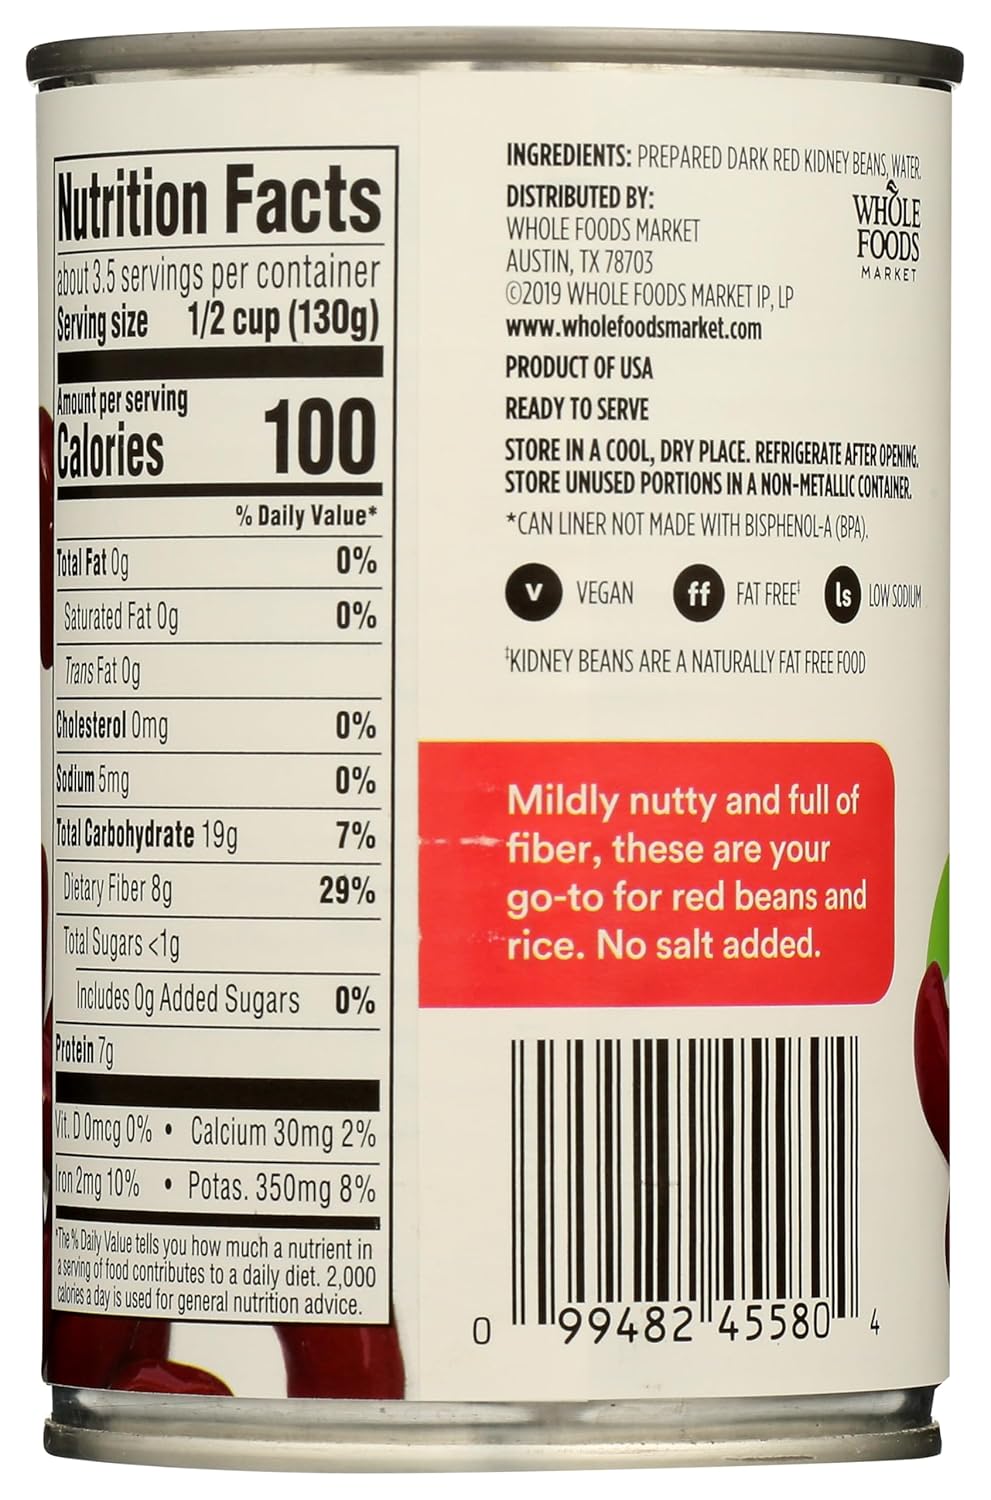 Nutrition Facts
about 3.5 servings per container
Serving size 1/2 cup (130g)
Amount per serving
Calories 100
% Daily Value*
Total Fat 0g 0%
Saturated Fat 0g 0%
Trans Fat 0g
Cholesterol 0mg 0%
Sodium 5mg 0%
Total Carbohydrate 19g 7%
Dietary Fiber 8g 29%
Total Sugars <1g
Includes 0g Added Sugars 0%
Protein 7g
Vit. D 0mcg 0% • Calcium 30mg 2%
Iron 2mg 10% • Potas. 350mg 8%
*The % Daily Value tells you how much a nutrient in
a serving of food contributes to a daily diet. 2,000
calories a day is used for general nutrition advice.
INGREDIENTS: PREPARED DARK RED KIDNEY BEANS, WATER.
DISTRIBUTED BY:
WHOLE FOODS MARKET
AUSTIN, TX 78703
©2019 WHOLE FOODS MARKET IP, LP
www.wholefoodsmarket.com
WHOLE
FOODS
MARKET
PRODUCT OF USA
READY TO SERVE
STORE IN A COOL, DRY PLACE. REFRIGERATE AFTER OPENING.
STORE UNUSED PORTIONS IN A NON-METALLIC CONTAINER.
*CAN LINER NOT MADE WITH BISPHENOL-A (BPA).
v VEGAN ff FAT FREE‡ ls LOW SODIUM
‡KIDNEY BEANS ARE A NATURALLY FAT FREE FOOD
Mildly nutty and full of
fiber, these are your
go-to for red beans and
rice. No salt added.
0 99482 45580 4